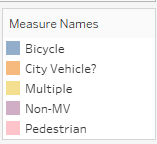 Measure Names
Bicycle
City Vehicle?
Multiple
Non-MV
Pedestrian